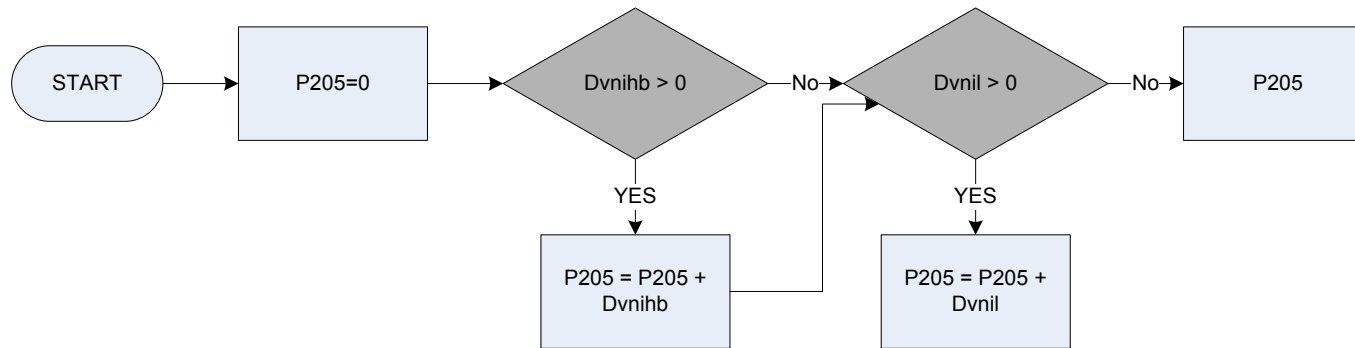 START
P205=0
Dvnihb > 0
No
Dvnil > 0
No
P205
YES
YES
P205 = P205 +
Dvnihb
P205 = P205 +
Dvnil